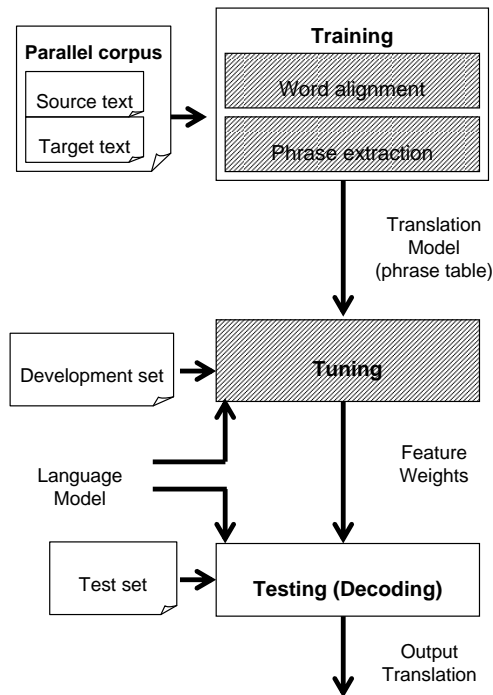 Parallel corpus
Source text
Target text
Training
Word alignment
Phrase extraction
Translation
Model
(phrase table)
Development set
Tuning
Language
Model
Feature
Weights
Test set
Testing (Decoding)
Output
Translation